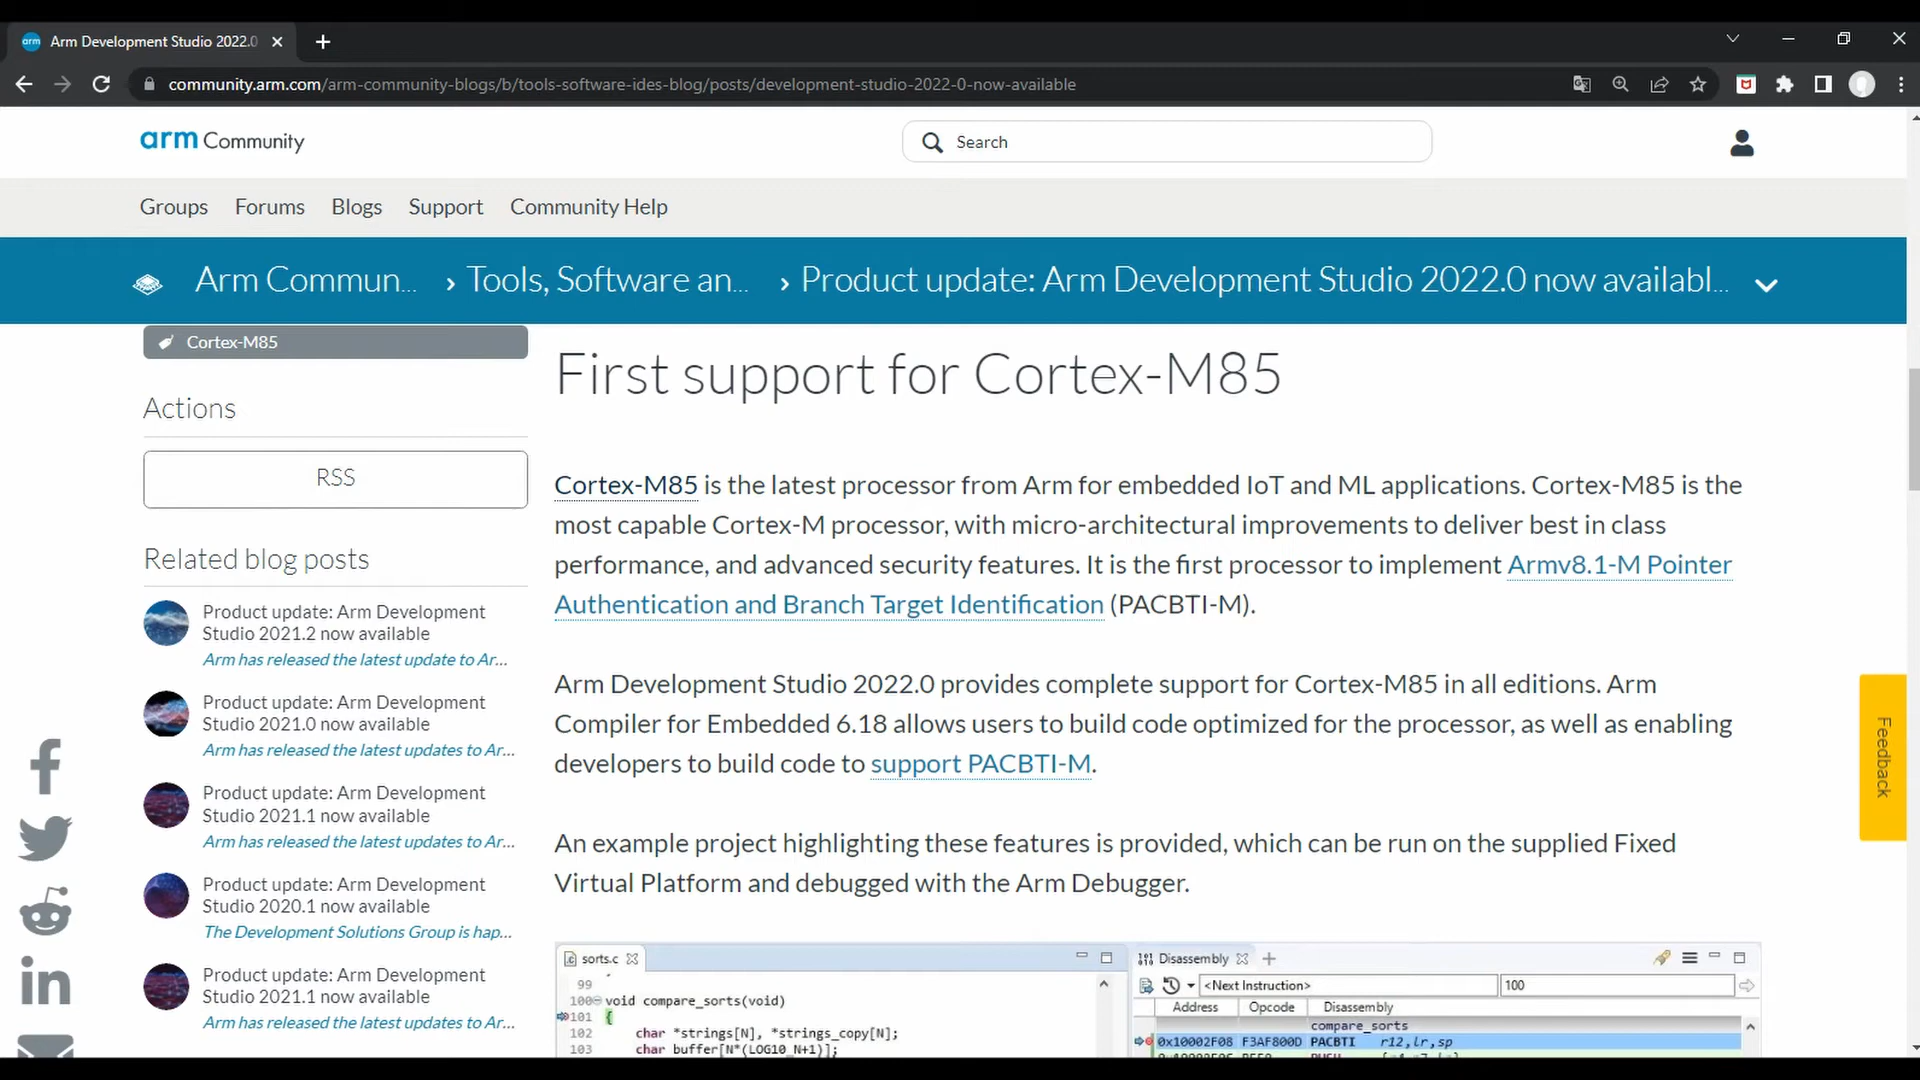 arm Arm Development Studio 2022.0
community.arm.com/arm-community-blogs/b/tools-software-ides-blog/posts/development-studio-2022-0-now-available
arm Community
Search
Groups Forums Blogs Support Community Help
Arm Commun... › Tools, Software an... › Product update: Arm Development Studio 2022.0 now availabl...
Cortex-M85
Actions
RSS
Related blog posts
Product update: Arm Development
Studio 2021.2 now available
Arm has released the latest update to Ar...
Product update: Arm Development
Studio 2021.0 now available
Arm has released the latest updates to Ar...
Product update: Arm Development
Studio 2021.1 now available
Arm has released the latest updates to Ar...
Product update: Arm Development
Studio 2020.1 now available
The Development Solutions Group is hap...
Product update: Arm Development
Studio 2021.1 now available
Arm has released the latest updates to Ar...
First support for Cortex-M85
Cortex-M85 is the latest processor from Arm for embedded IoT and ML applications. Cortex-M85 is the
most capable Cortex-M processor, with micro-architectural improvements to deliver best in class
performance, and advanced security features. It is the first processor to implement Armv8.1-M Pointer
Authentication and Branch Target Identification (PACBTI-M).
Arm Development Studio 2022.0 provides complete support for Cortex-M85 in all editions. Arm
Compiler for Embedded 6.18 allows users to build code optimized for the processor, as well as enabling
developers to build code to support PACBTI-M.
An example project highlighting these features is provided, which can be run on the supplied Fixed
Virtual Platform and debugged with the Arm Debugger.
sorts.c
99
100 void compare_sorts(void)
101 {
102 char *strings[N], *strings_copy[N];
103 char buffer[N*(LOG10_N+1)];
Disassembly
<Next Instruction> 100
Address Opcode Disassembly
compare_sorts
0x10002F08 F3AF800D PACBTI r12,lr,sp
Feedback